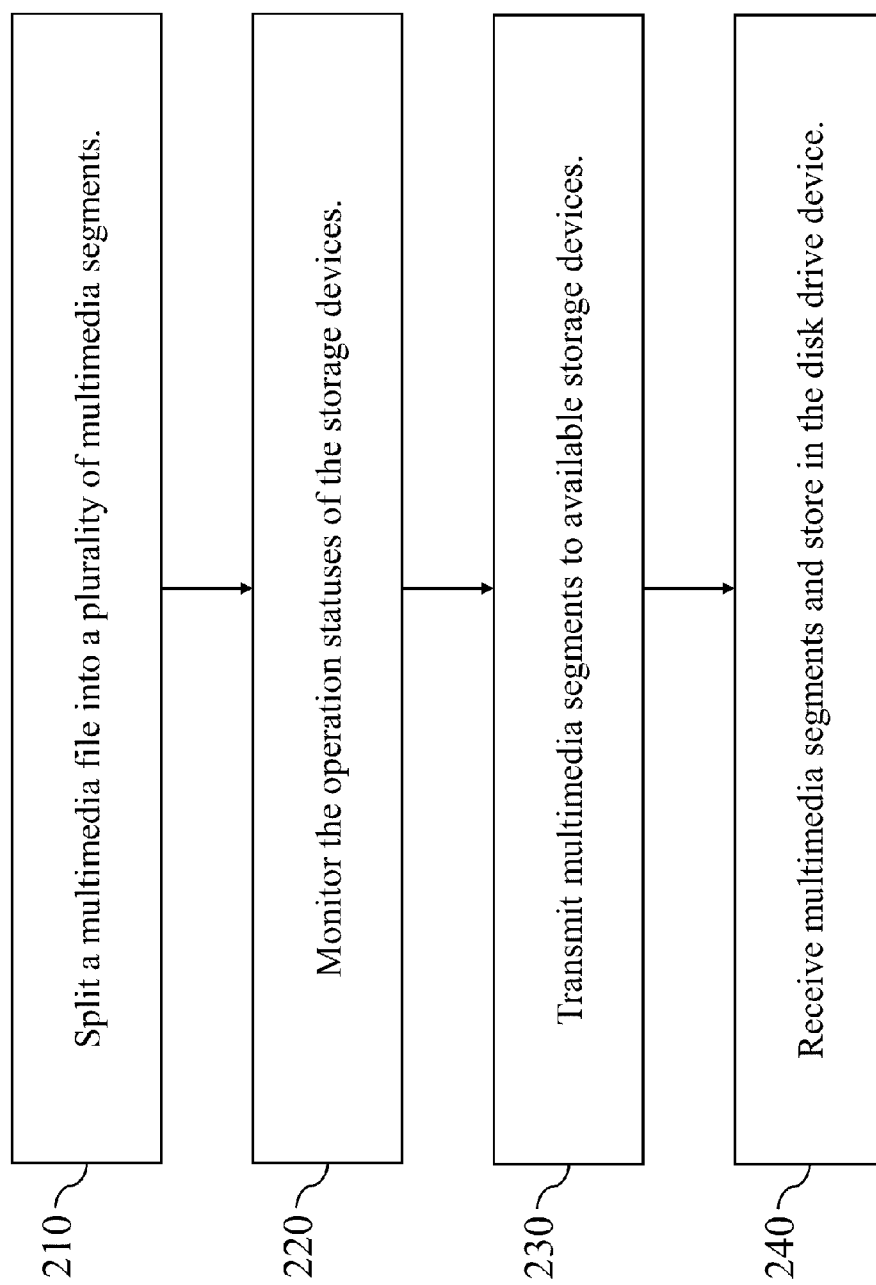 210
Split a multimedia file into a plurality of multimedia segments.
220
Monitor the operation statuses of the storage devices.
230
Transmit multimedia segments to available storage devices.
240
Receive multimedia segments and store in the disk drive device.